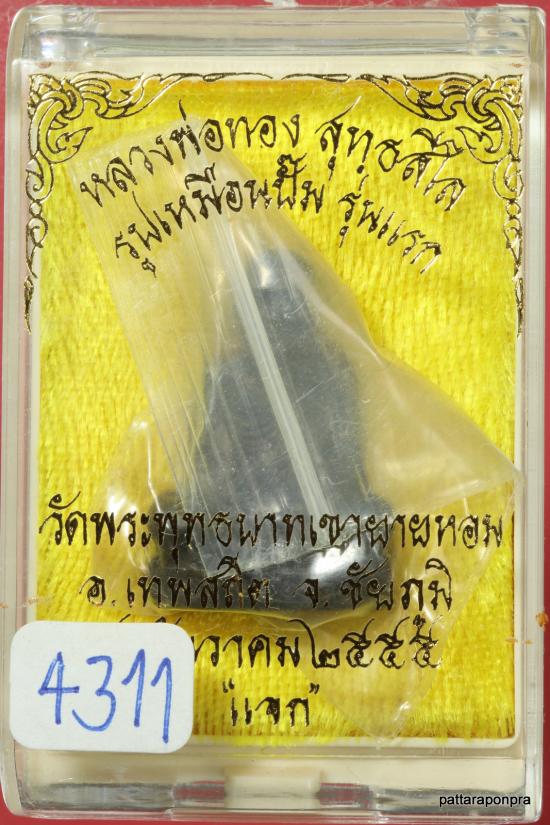 หลวงพ่อทอง สุทฺธสีโล
รูปเหมือนปั๊ม รุ่นแรก
วัดพระพุทธบาทเขายายหอม
อ.เทพสถิต จ.ชัยภูมิ
๒๕๕๕
"แจก"
4311
pattaraponpra